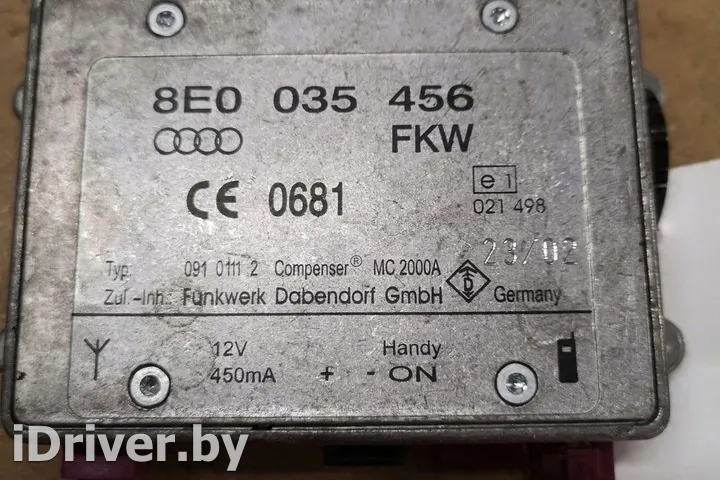 8E0 035 456
FKW
CE 0681
e 1
021 498
23/02
Typ: 091 0111 2 Compenser® MC 2000A
Zul.-Inh.: Funkwerk Dabendorf GmbH D Germany
12V Handy
450mA + - ON
iDriver.by